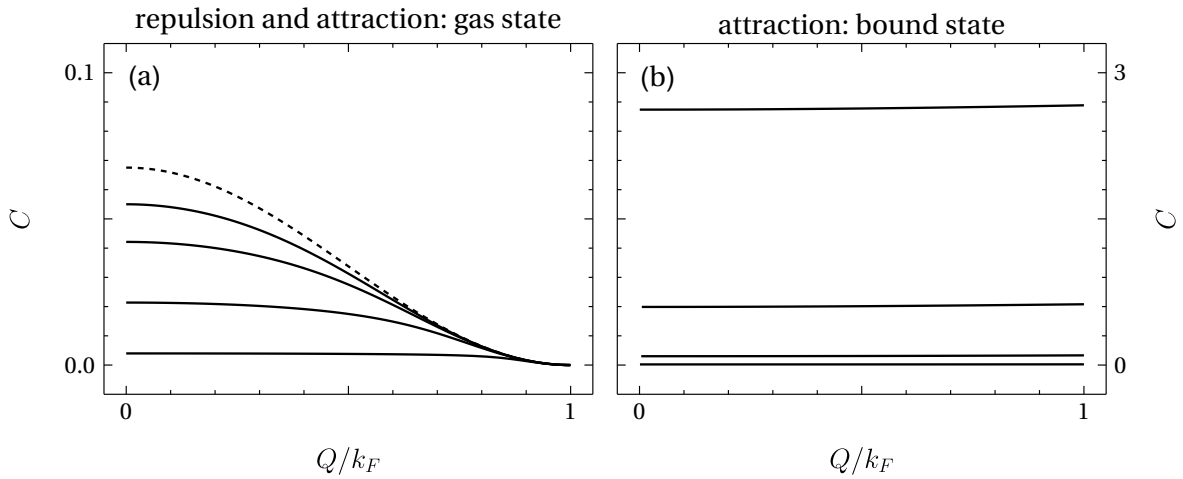 repulsion and attraction: gas state
(a)
0.1
0.0
C
0
1
Q/k_F
attraction: bound state
(b)
3
0
C
0
1
Q/k_F